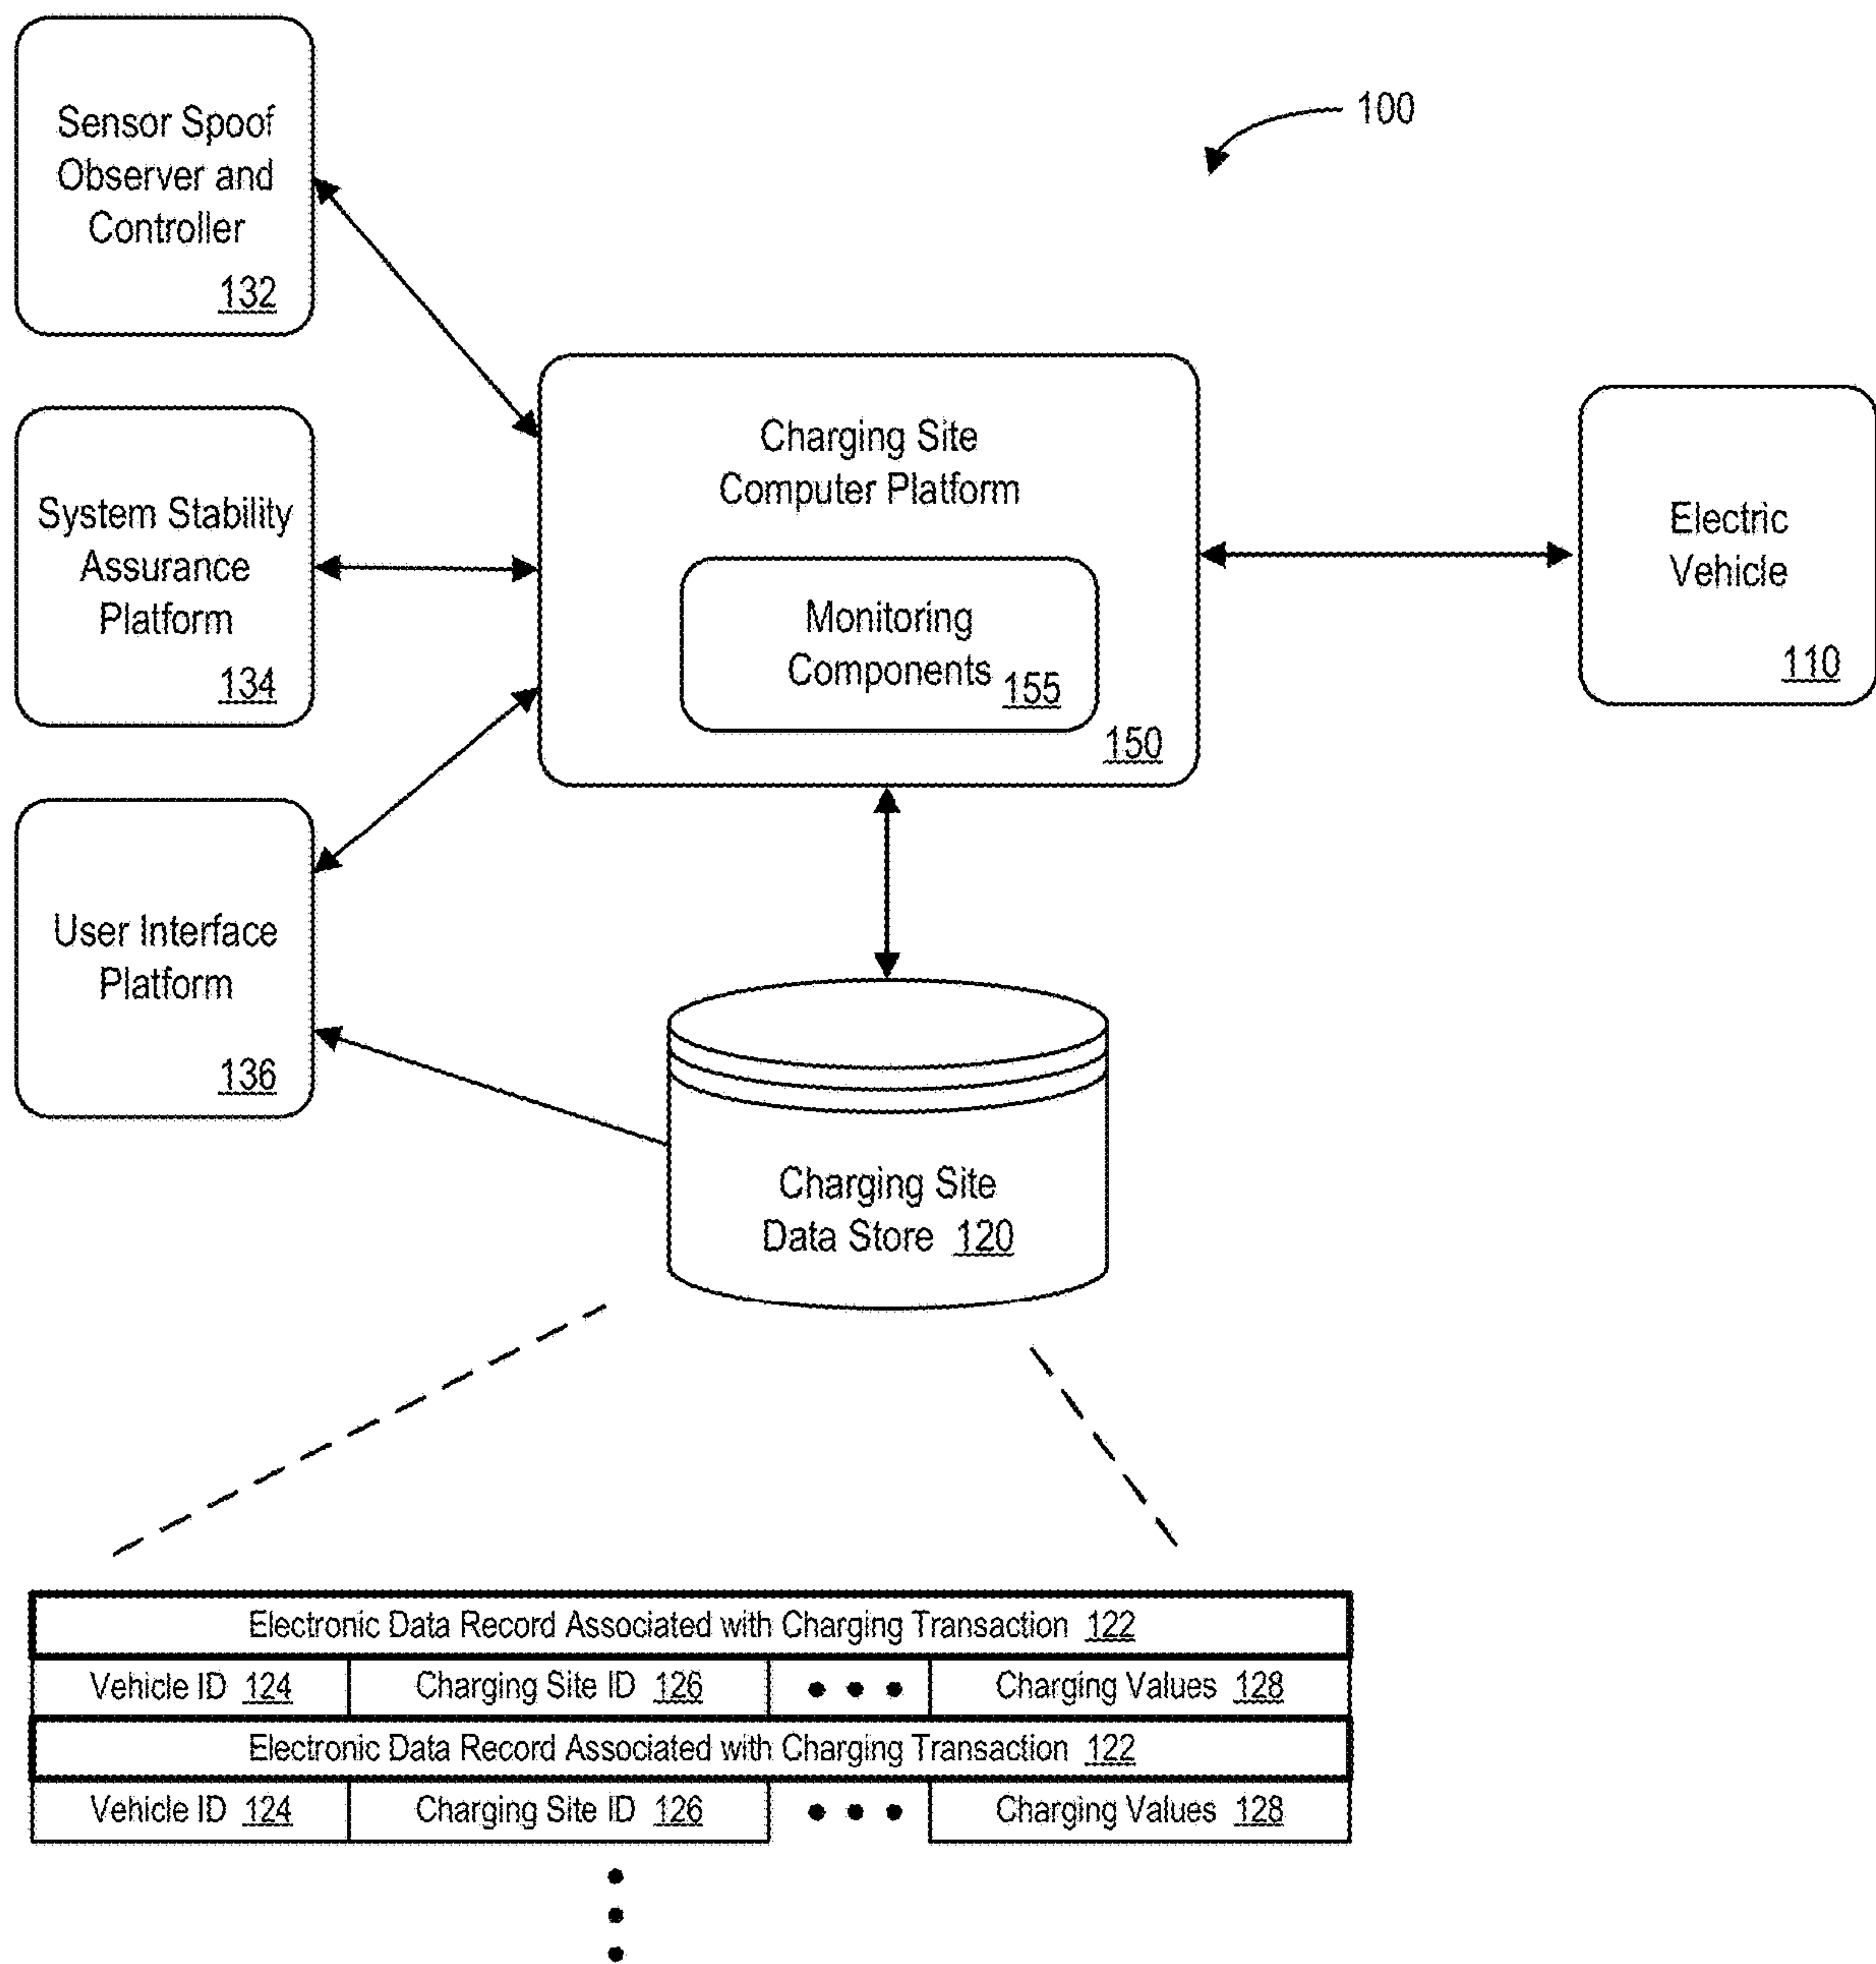 Sensor Spoof
Observer and
Controller
132
100
System Stability
Assurance
Platform
134
Charging Site
Computer Platform
Monitoring
Components 155
150
Electric
Vehicle
110
User Interface
Platform
136
Charging Site
Data Store 120
Electronic Data Record Associated with Charging Transaction 122
Vehicle ID 124 Charging Site ID 126 • • • Charging Values 128
Electronic Data Record Associated with Charging Transaction 122
Vehicle ID 124 Charging Site ID 126 • • • Charging Values 128